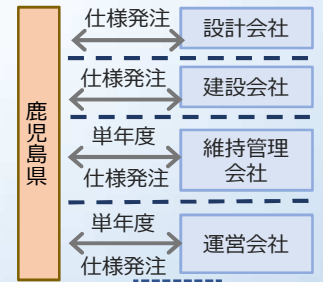 鹿児島県
仕様発注
設計会社
仕様発注
建設会社
単年度
仕様発注
維持管理
会社
単年度
仕様発注
運営会社